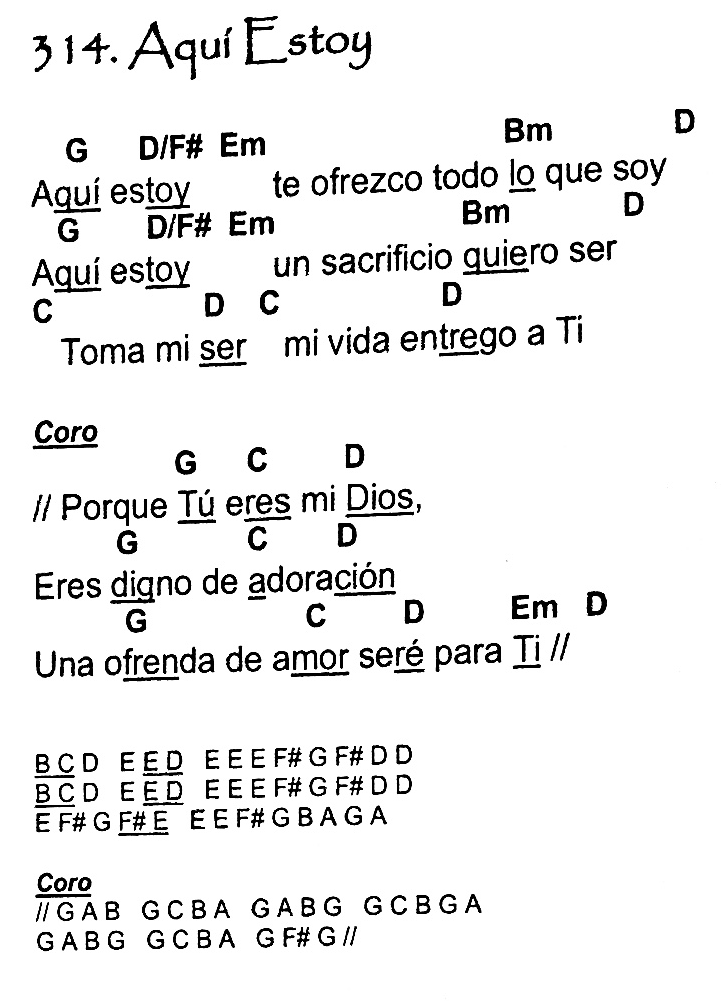 314. Aquí Estoy
G D/F# Em Bm D
Aquí estoy te ofrezco todo lo que soy
G D/F# Em Bm D
Aquí estoy un sacrificio quiero ser
C D C D
Toma mi ser mi vida entrego a Ti
Coro
G C D
// Porque Tú eres mi Dios,
G C D
Eres digno de adoración
G C D Em D
Una ofrenda de amor seré para Ti //
B C D E E D E E E F# G F# D D
B C D E E D E E E F# G F# D D
E F# G F# E E E F# G B A G A
Coro
// G A B G C B A G A B G G C B G A
G A B G G C B A G F# G //